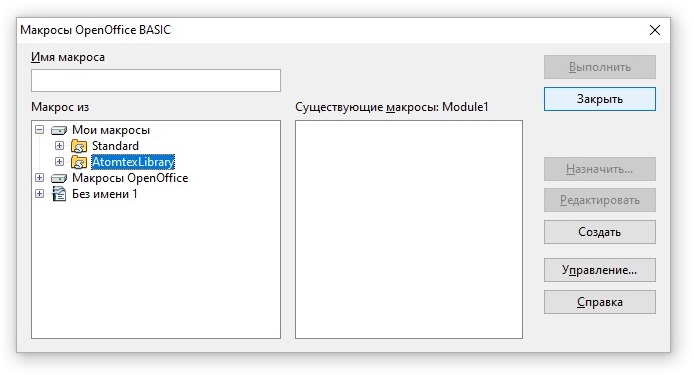 Макросы OpenOffice BASIC
Имя макроса
Выполнить
Закрыть
Макрос из
Существующие макросы: Module1
Мои макросы
Standard
AtomtexLibrary
Макросы OpenOffice
Без имени 1
Назначить...
Редактировать
Создать
Управление...
Справка